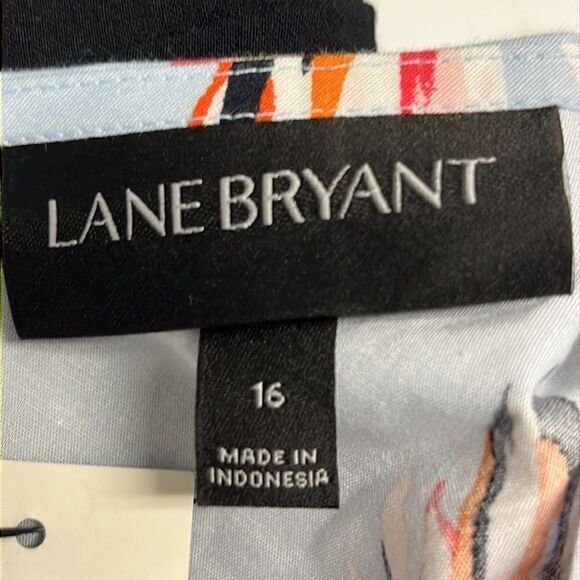 LANE BRYANT
16
MADE IN
INDONESIA